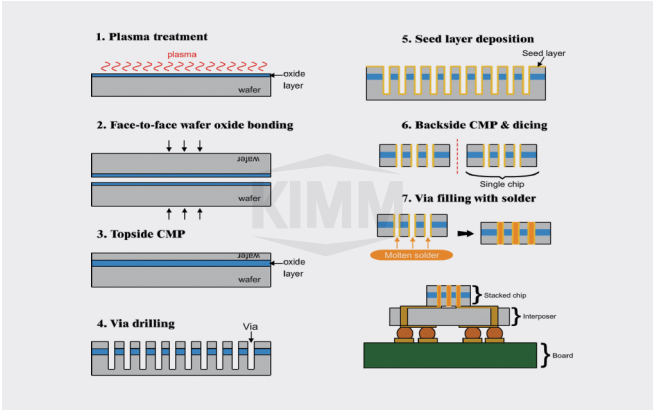 1. Plasma treatment
plasma
oxide
layer
wafer
2. Face-to-face wafer oxide bonding
wafer
wafer
3. Topside CMP
wafer
oxide
layer
wafer
4. Via drilling
Via
5. Seed layer deposition
Seed layer
6. Backside CMP & dicing
Single chip
7. Via filling with solder
Molten solder
Stacked chip
Interposer
Board
KIMM